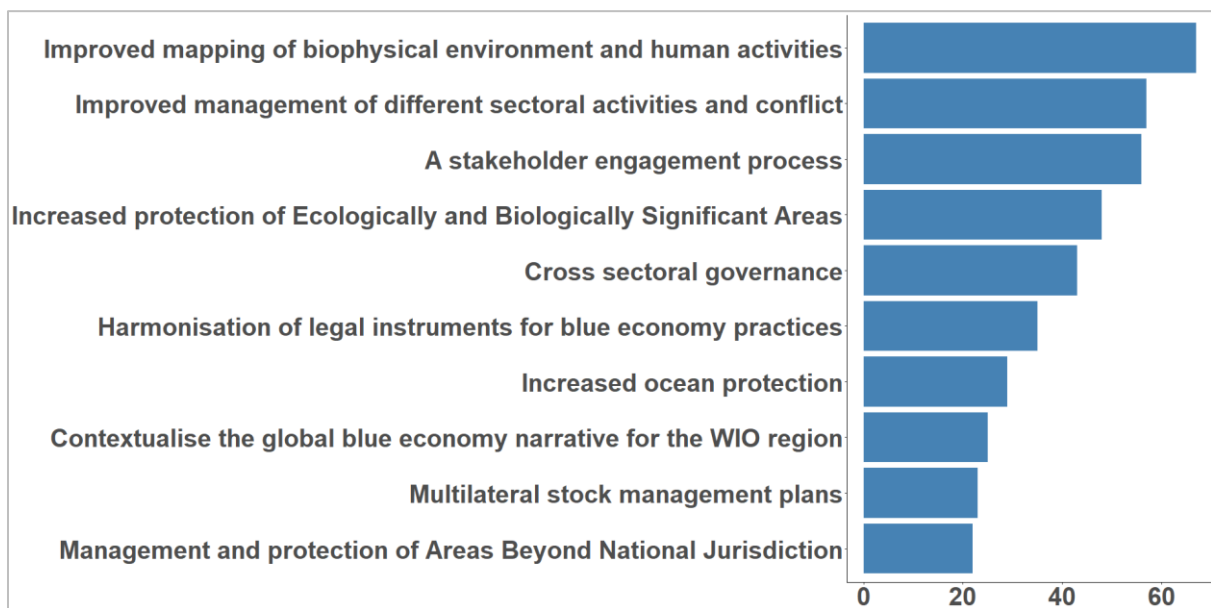 Improved mapping of biophysical environment and human activities
Improved management of different sectoral activities and conflict
A stakeholder engagement process
Increased protection of Ecologically and Biologically Significant Areas
Cross sectoral governance
Harmonisation of legal instruments for blue economy practices
Increased ocean protection
Contextualise the global blue economy narrative for the WIO region
Multilateral stock management plans
Management and protection of Areas Beyond National Jurisdiction
0 20 40 60